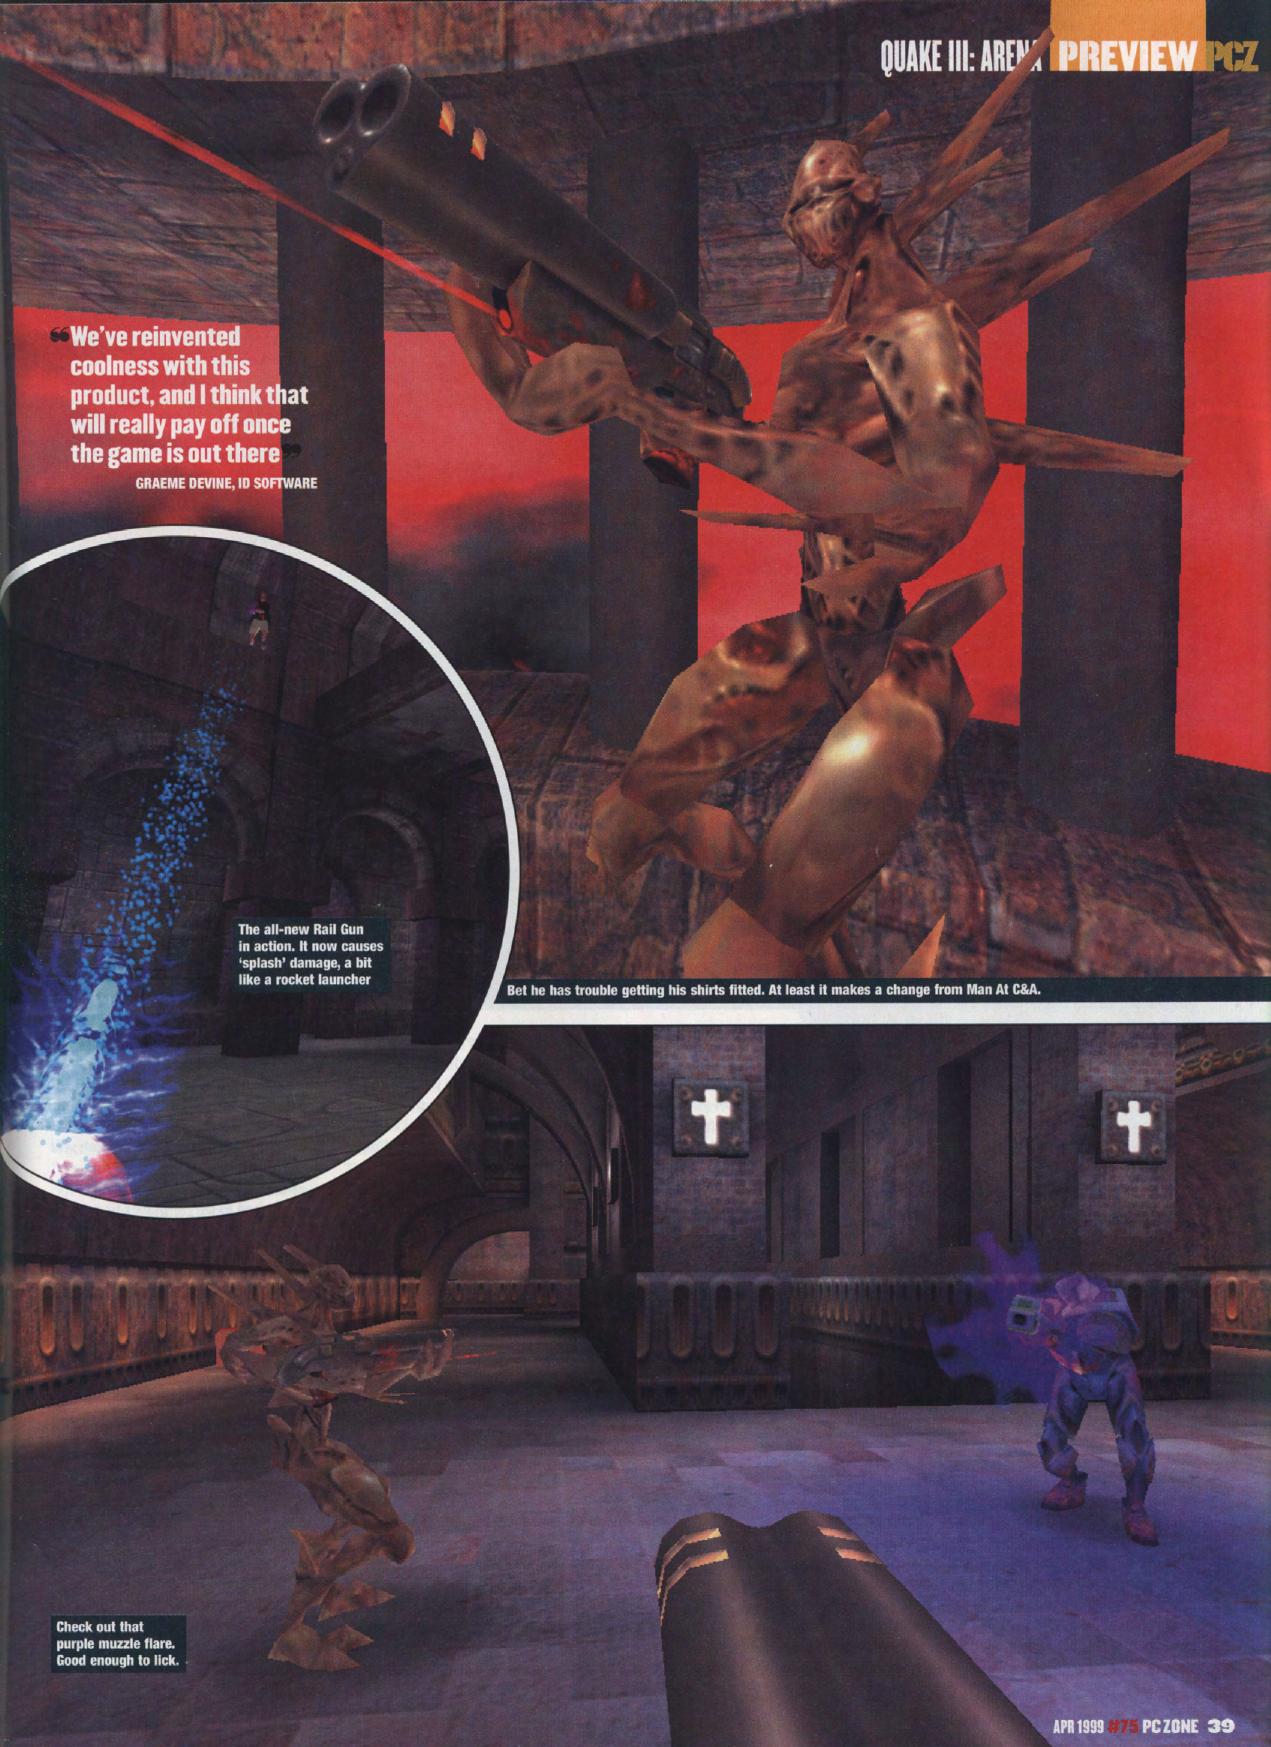 QUAKE III: ARENA PREVIEW PCZ
“We’ve reinvented
coolness with this
product, and I think that
will really pay off once
the game is out there”
GRAEME DEVINE, ID SOFTWARE
The all-new Rail Gun
in action. It now causes
‘splash’ damage, a bit
like a rocket launcher
Bet he has trouble getting his shirts fitted. At least it makes a change from Man At C&A.
Check out that
purple muzzle flare.
Good enough to lick.
APR 1999 #75 PC ZONE 39